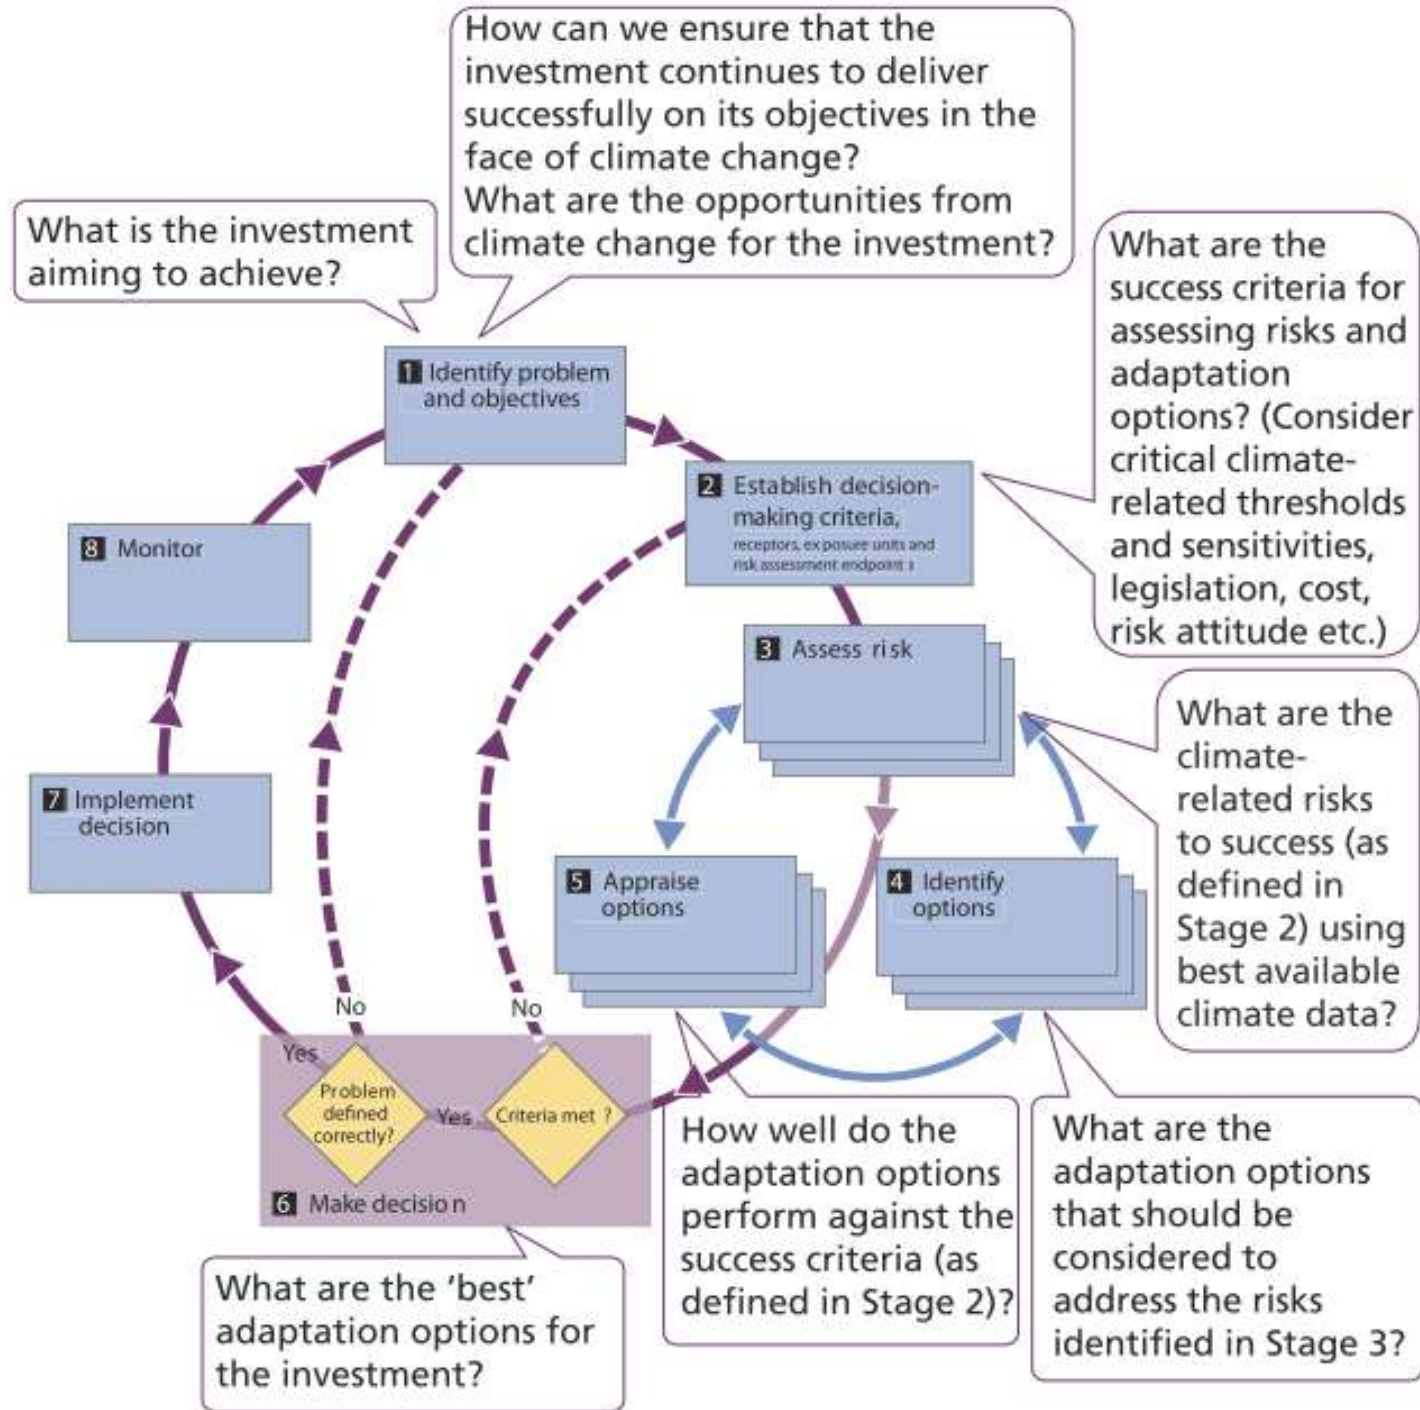 How can we ensure that the
investment continues to deliver
successfully on its objectives in the
face of climate change?
What are the opportunities from
climate change for the investment?
What is the investment
aiming to achieve?
What are the
success criteria for
assessing risks and
adaptation
options? (Consider
critical climate-
related thresholds
and sensitivities,
legislation, cost,
risk attitude etc.)
1 Identify problem
and objectives
2 Establish decision-
making criteria,
receptors, exposure units and
risk assessment endpoint s
8 Monitor
3 Assess risk
What are the
climate-
related risks
to success (as
defined in
Stage 2) using
best available
climate data?
7 Implement
decision
5 Appraise
options
4 Identify
options
No
No
Yes
Problem
defined
correctly?
Yes
Criteria met ?
6 Make decision
How well do the
adaptation options
perform against the
success criteria (as
defined in Stage 2)?
What are the
adaptation options
that should be
considered to
address the risks
identified in Stage 3?
What are the ‘best’
adaptation options for
the investment?